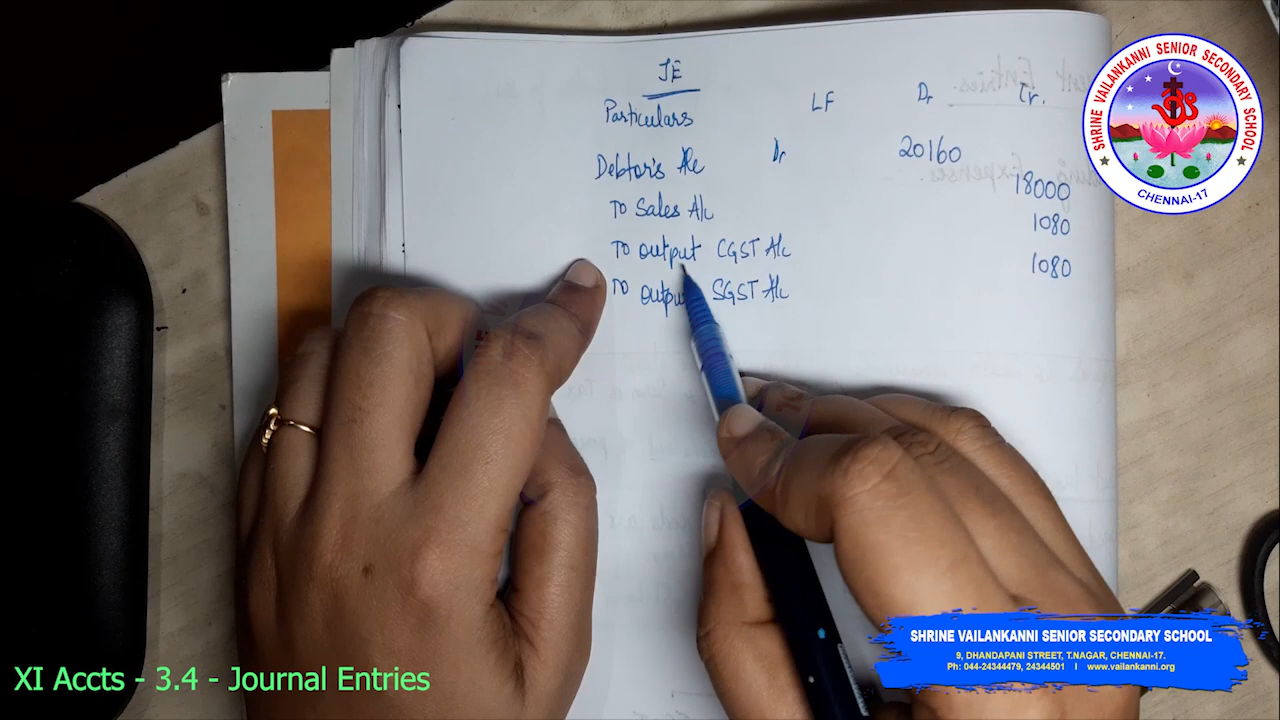 JE
Particulars LF Dr Cr.
Debtor's A/c Dr 20160
To Sales A/c 18000
To output CGST A/c 1080
To output SGST A/c 1080
SHRINE VAILANKANNI SENIOR SECONDARY SCHOOL
CHENNAI-17
SHRINE VAILANKANNI SENIOR SECONDARY SCHOOL
9, DHANDAPANI STREET, T.NAGAR, CHENNAI-17.
Ph: 044-24344479, 24344501 I www.vailankanni.org
XI Accts - 3.4 - Journal Entries